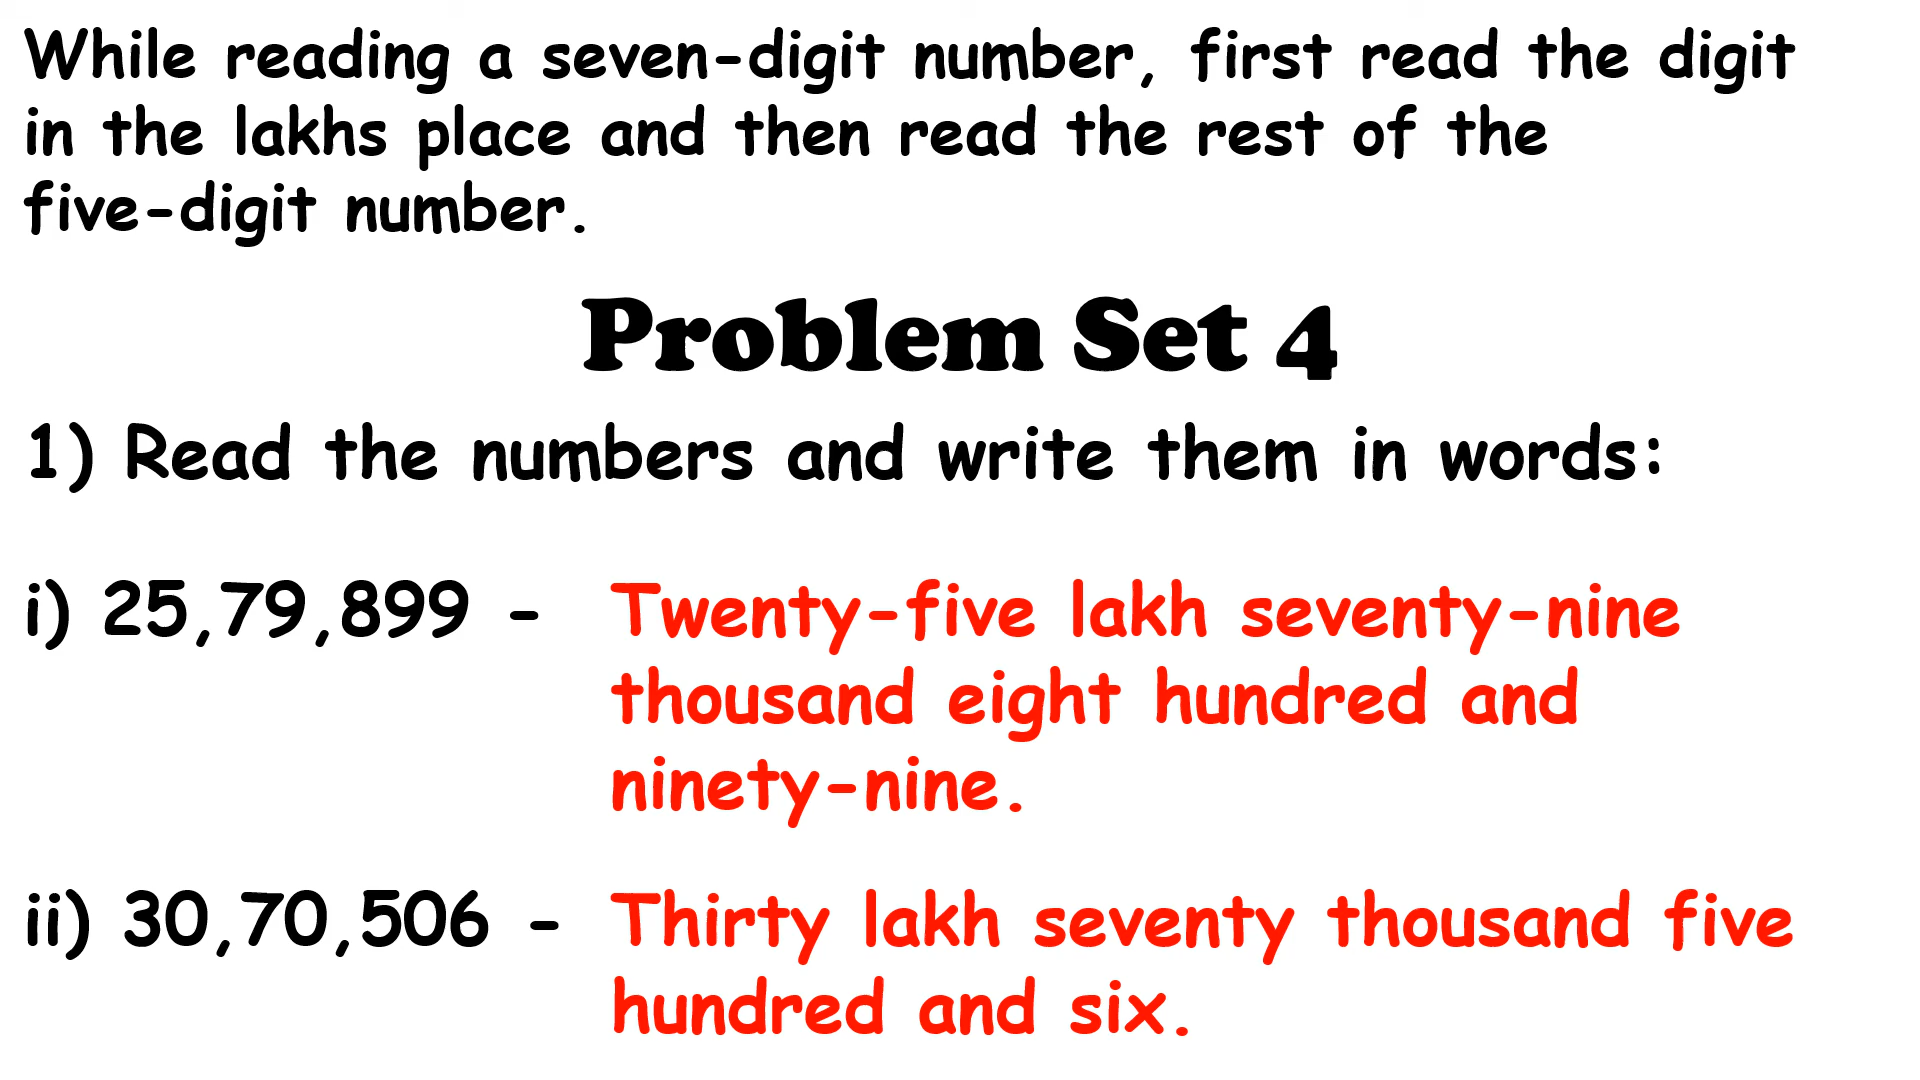 While reading a seven-digit number, first read the digit
in the lakhs place and then read the rest of the
five-digit number.
Problem Set 4
1) Read the numbers and write them in words:
i) 25,79,899 - Twenty-five lakh seventy-nine
thousand eight hundred and
ninety-nine.
ii) 30,70,506 - Thirty lakh seventy thousand five
hundred and six.